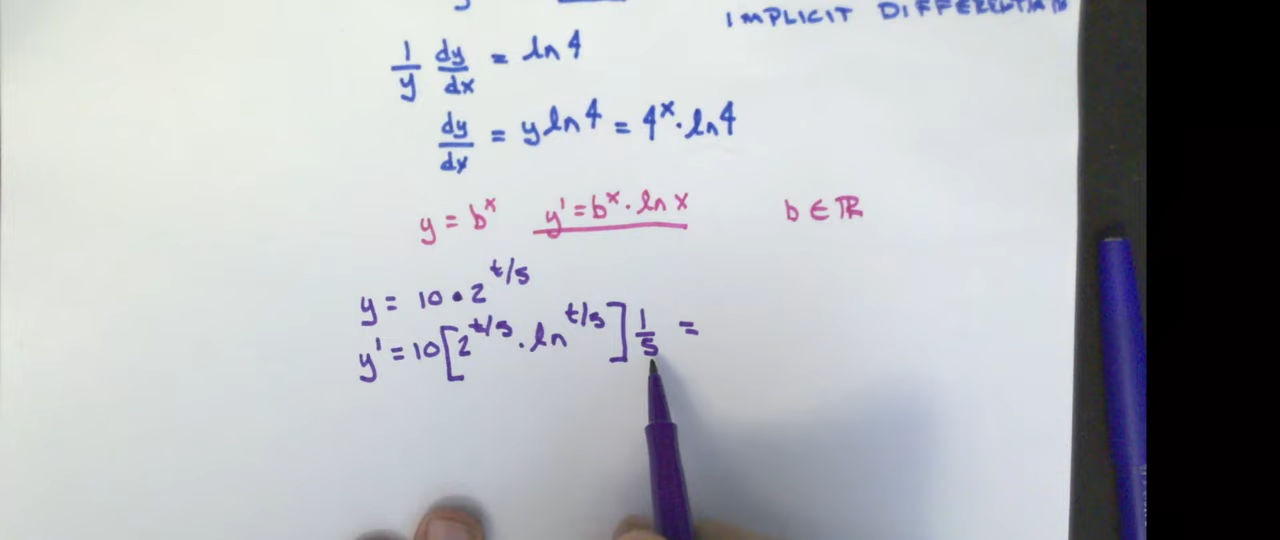 IMPLICIT
1/y dy/dx = ln 4
dy/dx = y ln 4 = 4^x · ln 4
y = b^x y' = b^x · ln x b ∈ ℝ
y = 10 • 2^t/5
y' = 10 [2^t/5 · ln^t/5] 1/5 =